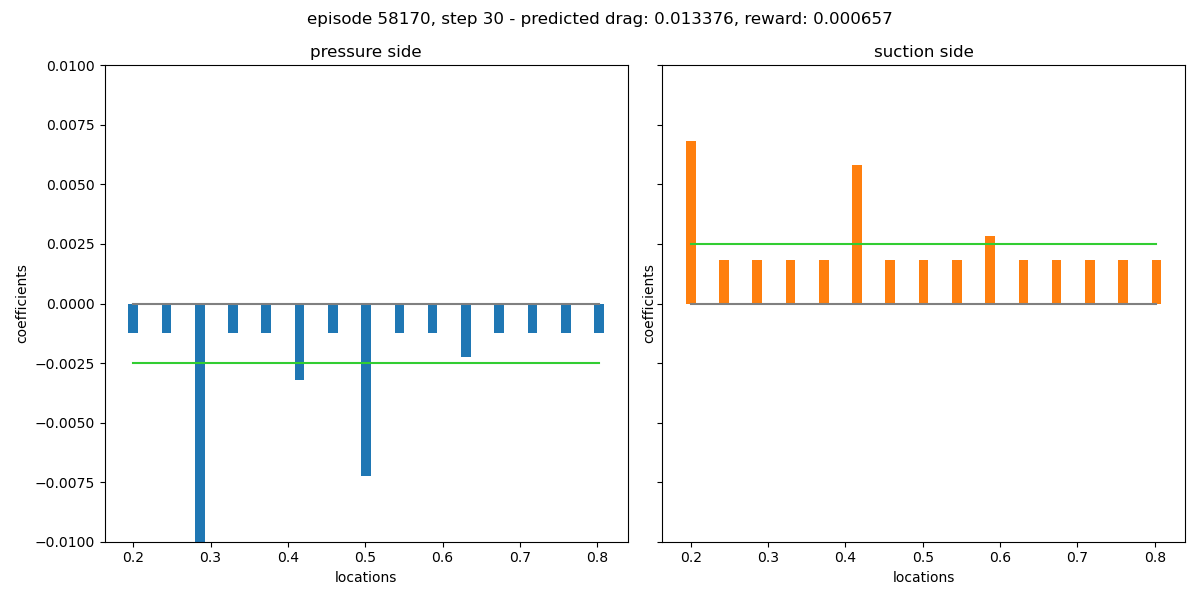 episode 58170, step 30 - predicted drag: 0.013376, reward: 0.000657
pressure side
suction side
0.0100
0.0075
0.0050
0.0025
0.0000
−0.0025
−0.0050
−0.0075
−0.0100
coefficients
coefficients
0.2 0.3 0.4 0.5 0.6 0.7 0.8
0.2 0.3 0.4 0.5 0.6 0.7 0.8
locations
locations